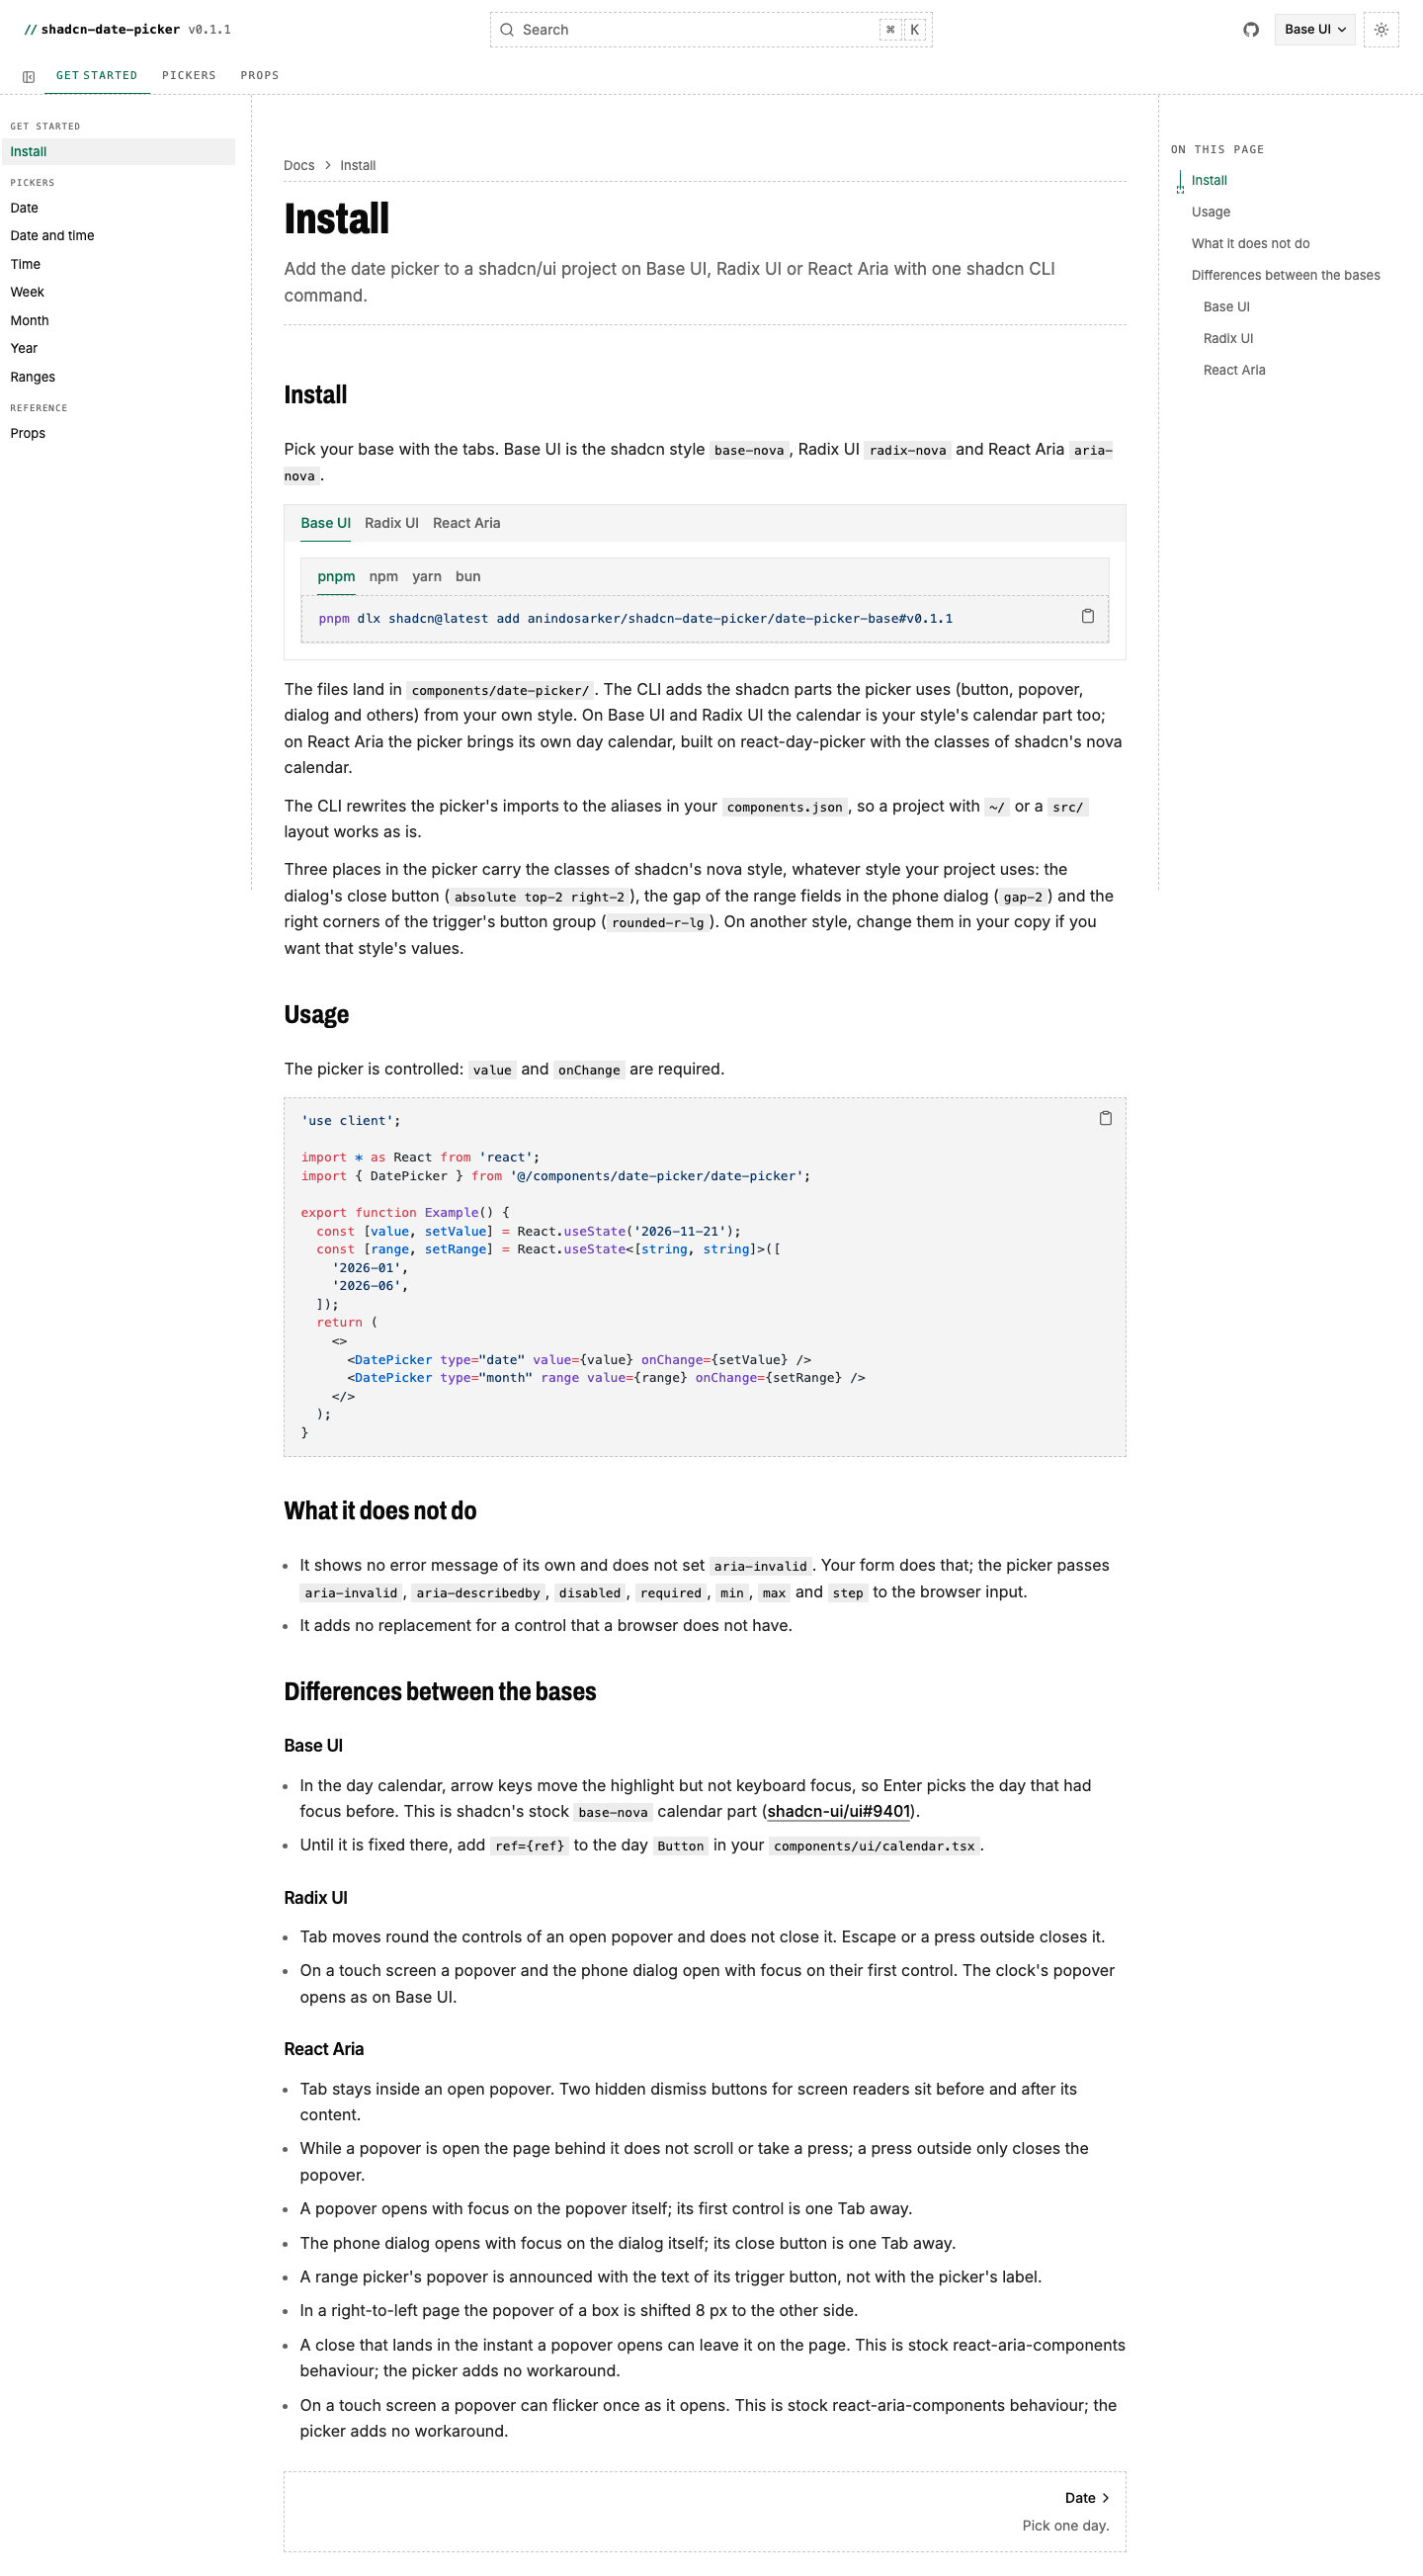 // shadcn-date-picker v0.1.1
Search
⌘ K
Base UI
GET STARTED
PICKERS
PROPS
GET STARTED
Install
PICKERS
Date
Date and time
Time
Week
Month
Year
Ranges
REFERENCE
Props
Docs > Install
Install
Add the date picker to a shadcn/ui project on Base UI, Radix UI or React Aria with one shadcn CLI
command.
Install
Pick your base with the tabs. Base UI is the shadcn style base-nova, Radix UI radix-nova and React Aria aria-
nova.
Base UI Radix UI React Aria
pnpm npm yarn bun
pnpm dlx shadcn@latest add anindosarker/shadcn-date-picker/date-picker-base#v0.1.1
The files land in components/date-picker/. The CLI adds the shadcn parts the picker uses (button, popover,
dialog and others) from your own style. On Base UI and Radix UI the calendar is your style's calendar part too;
on React Aria the picker brings its own day calendar, built on react-day-picker with the classes of shadcn's nova
calendar.
The CLI rewrites the picker's imports to the aliases in your components.json, so a project with ~/ or a src/
layout works as is.
Three places in the picker carry the classes of shadcn's nova style, whatever style your project uses: the
dialog's close button (absolute top-2 right-2), the gap of the range fields in the phone dialog (gap-2) and the
right corners of the trigger's button group (rounded-r-lg). On another style, change them in your copy if you
want that style's values.
Usage
The picker is controlled: value and onChange are required.
'use client';
import * as React from 'react';
import { DatePicker } from '@/components/date-picker/date-picker';
export function Example() {
const [value, setValue] = React.useState('2026-11-21');
const [range, setRange] = React.useState<[string, string]>([
'2026-01',
'2026-06',
]);
return (
<>
<DatePicker type="date" value={value} onChange={setValue} />
<DatePicker type="month" range value={range} onChange={setRange} />
</>
);
}
What it does not do
• It shows no error message of its own and does not set aria-invalid. Your form does that; the picker passes
aria-invalid, aria-describedby, disabled, required, min, max and step to the browser input.
• It adds no replacement for a control that a browser does not have.
Differences between the bases
Base UI
• In the day calendar, arrow keys move the highlight but not keyboard focus, so Enter picks the day that had
focus before. This is shadcn's stock base-nova calendar part (shadcn-ui/ui#9401).
• Until it is fixed there, add ref={ref} to the day Button in your components/ui/calendar.tsx.
Radix UI
• Tab moves round the controls of an open popover and does not close it. Escape or a press outside closes it.
• On a touch screen a popover and the phone dialog open with focus on their first control. The clock's popover
opens as on Base UI.
React Aria
• Tab stays inside an open popover. Two hidden dismiss buttons for screen readers sit before and after its
content.
• While a popover is open the page behind it does not scroll or take a press; a press outside only closes the
popover.
• A popover opens with focus on the popover itself; its first control is one Tab away.
• The phone dialog opens with focus on the dialog itself; its close button is one Tab away.
• A range picker's popover is announced with the text of its trigger button, not with the picker's label.
• In a right-to-left page the popover of a box is shifted 8 px to the other side.
• A close that lands in the instant a popover opens can leave it on the page. This is stock react-aria-components
behaviour; the picker adds no workaround.
• On a touch screen a popover can flicker once as it opens. This is stock react-aria-components behaviour; the
picker adds no workaround.
Date >
Pick one day.
ON THIS PAGE
Install
Usage
What it does not do
Differences between the bases
Base UI
Radix UI
React Aria